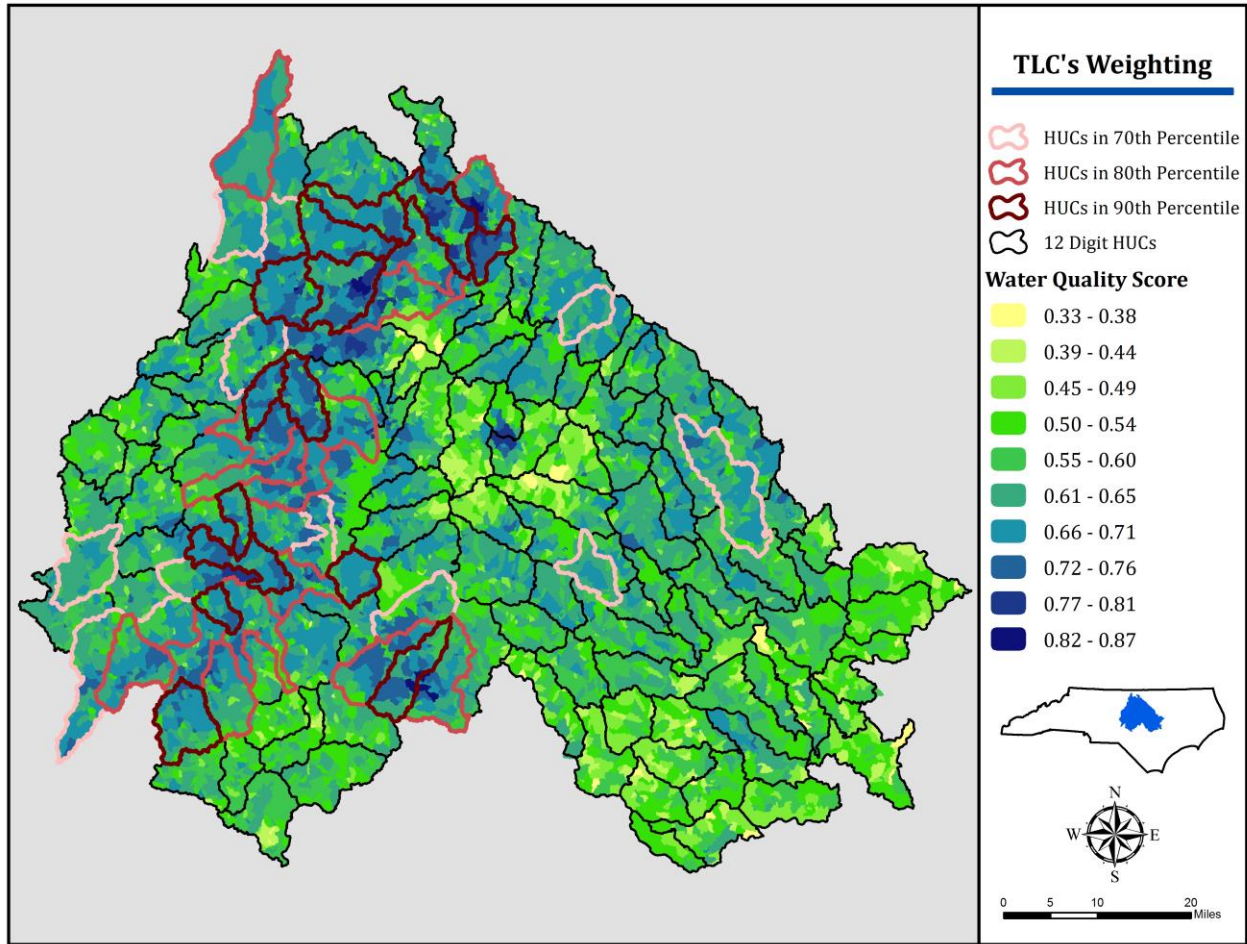 TLC's Weighting
HUCs in 70th Percentile
HUCs in 80th Percentile
HUCs in 90th Percentile
12 Digit HUCs
Water Quality Score
0.33 - 0.38
0.39 - 0.44
0.45 - 0.49
0.50 - 0.54
0.55 - 0.60
0.61 - 0.65
0.66 - 0.71
0.72 - 0.76
0.77 - 0.81
0.82 - 0.87
N
W E
S
0 5 10 20
Miles